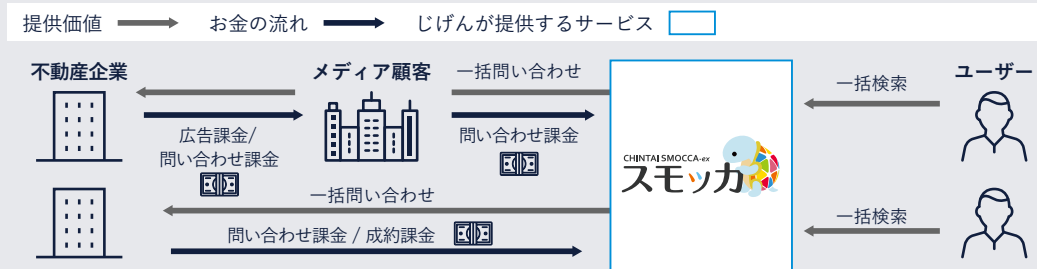 提供価値 お金の流れ じげんが提供するサービス
不動産企業 メディア顧客 一括問い合わせ 一括検索 ユーザー
広告課金/
問い合わせ課金
問い合わせ課金
CHINTAI SMOCCA-ex
スモッカ
一括問い合わせ
一括検索
問い合わせ課金 / 成約課金